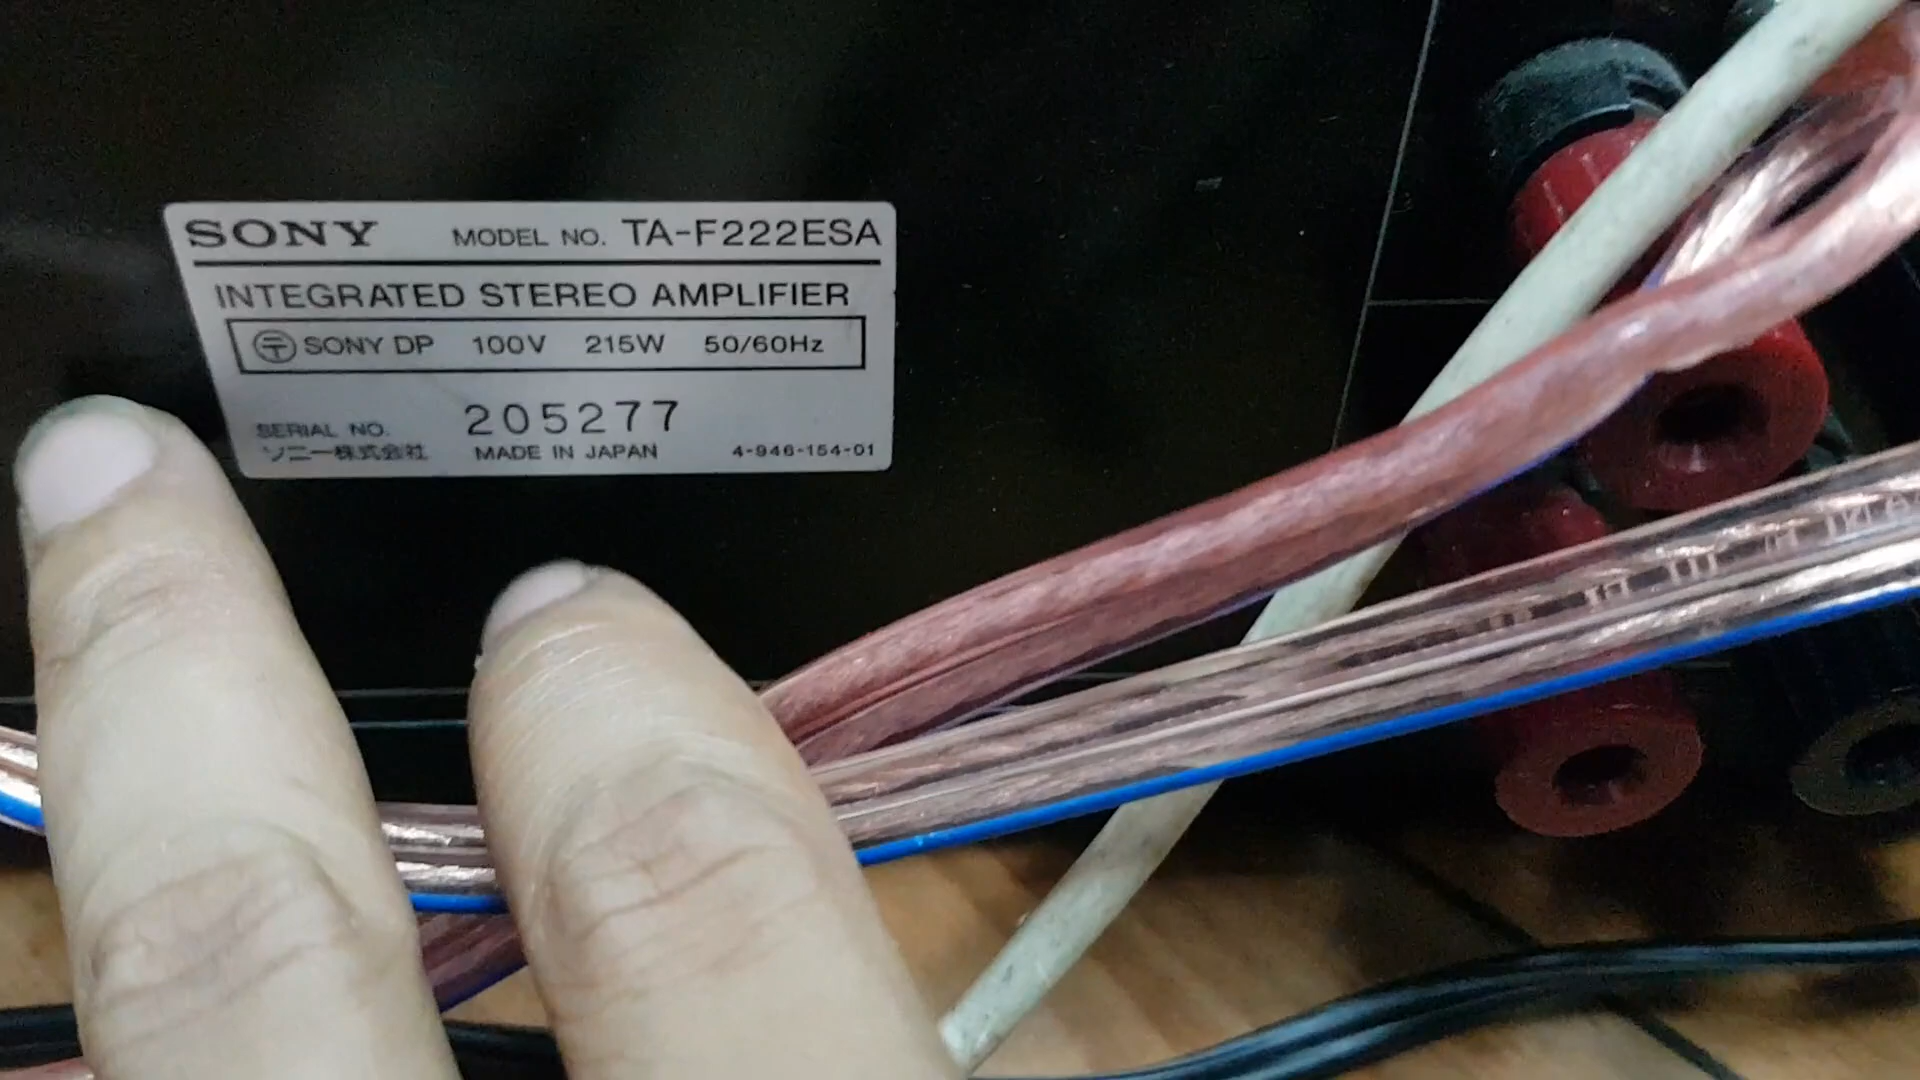 SONY MODEL NO. TA-F222ESA
INTEGRATED STEREO AMPLIFIER
〶 SONY DP 100V 215W 50/60Hz
SERIAL NO. 205277
ソニー株式会社 MADE IN JAPAN 4-946-154-01